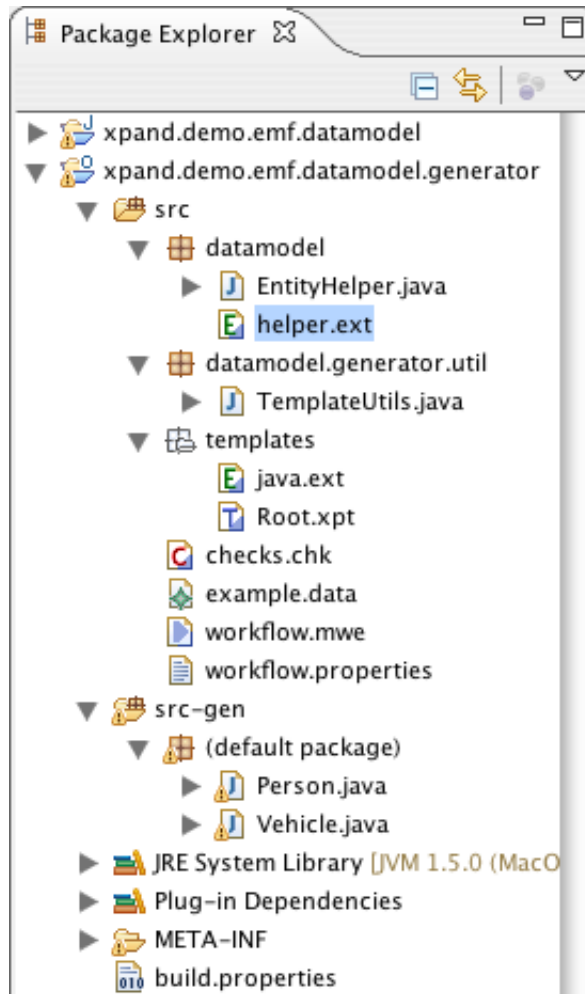 Package Explorer
xpand.demo.emf.datamodel
xpand.demo.emf.datamodel.generator
src
datamodel
EntityHelper.java
helper.ext
datamodel.generator.util
TemplateUtils.java
templates
java.ext
Root.xpt
checks.chk
example.data
workflow.mwe
workflow.properties
src-gen
(default package)
Person.java
Vehicle.java
JRE System Library [JVM 1.5.0 (MacO
Plug-in Dependencies
META-INF
build.properties